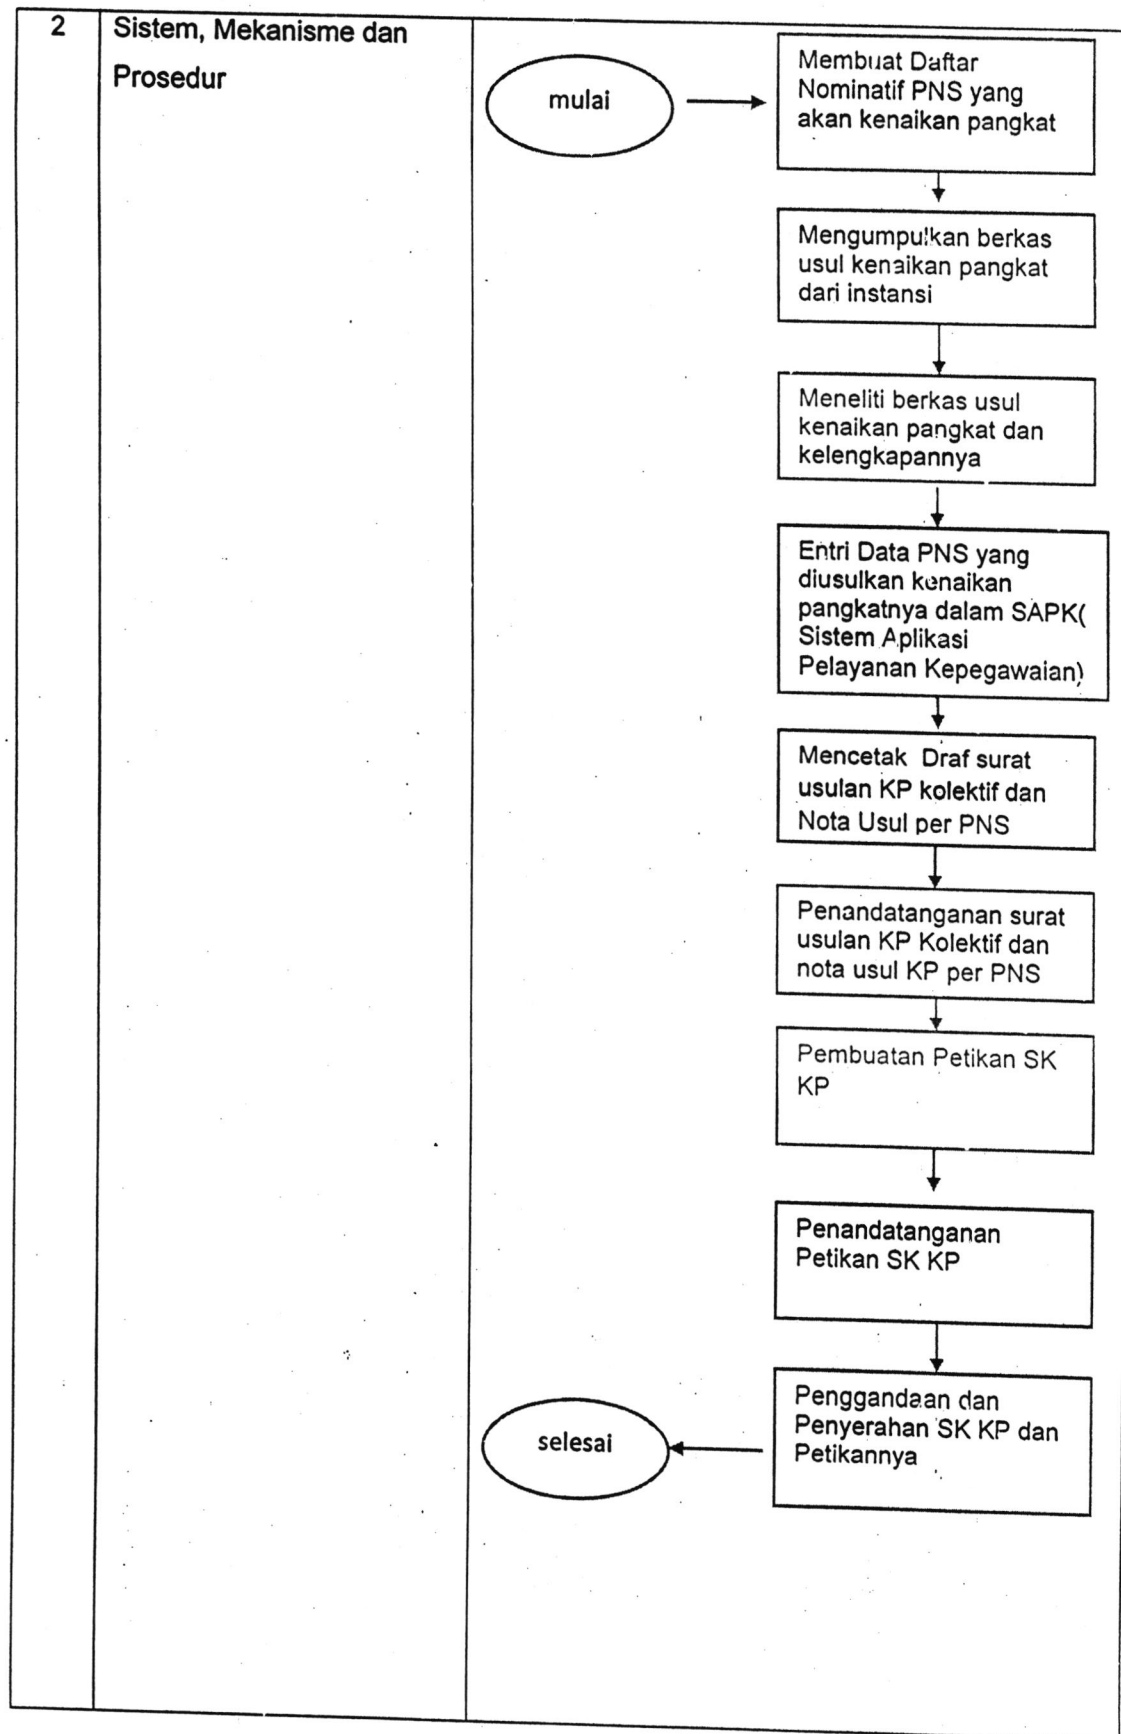 2
Sistem, Mekanisme dan
Prosedur
mulai
Membuat Daftar
Nominatif PNS yang
akan kenaikan pangkat
Mengumpulkan berkas
usul kenaikan pangkat
dari instansi
Meneliti berkas usul
kenaikan pangkat dan
kelengkapannya
Entri Data PNS yang
diusulkan kenaikan
pangkatnya dalam SAPK(
Sistem Aplikasi
Pelayanan Kepegawaian)
Mencetak Draf surat
usulan KP kolektif dan
Nota Usul per PNS
Penandatanganan surat
usulan KP Kolektif dan
nota usul KP per PNS
Pembuatan Petikan SK
KP
Penandatanganan
Petikan SK KP
Penggandaan dan
Penyerahan SK KP dan
Petikannya
selesai